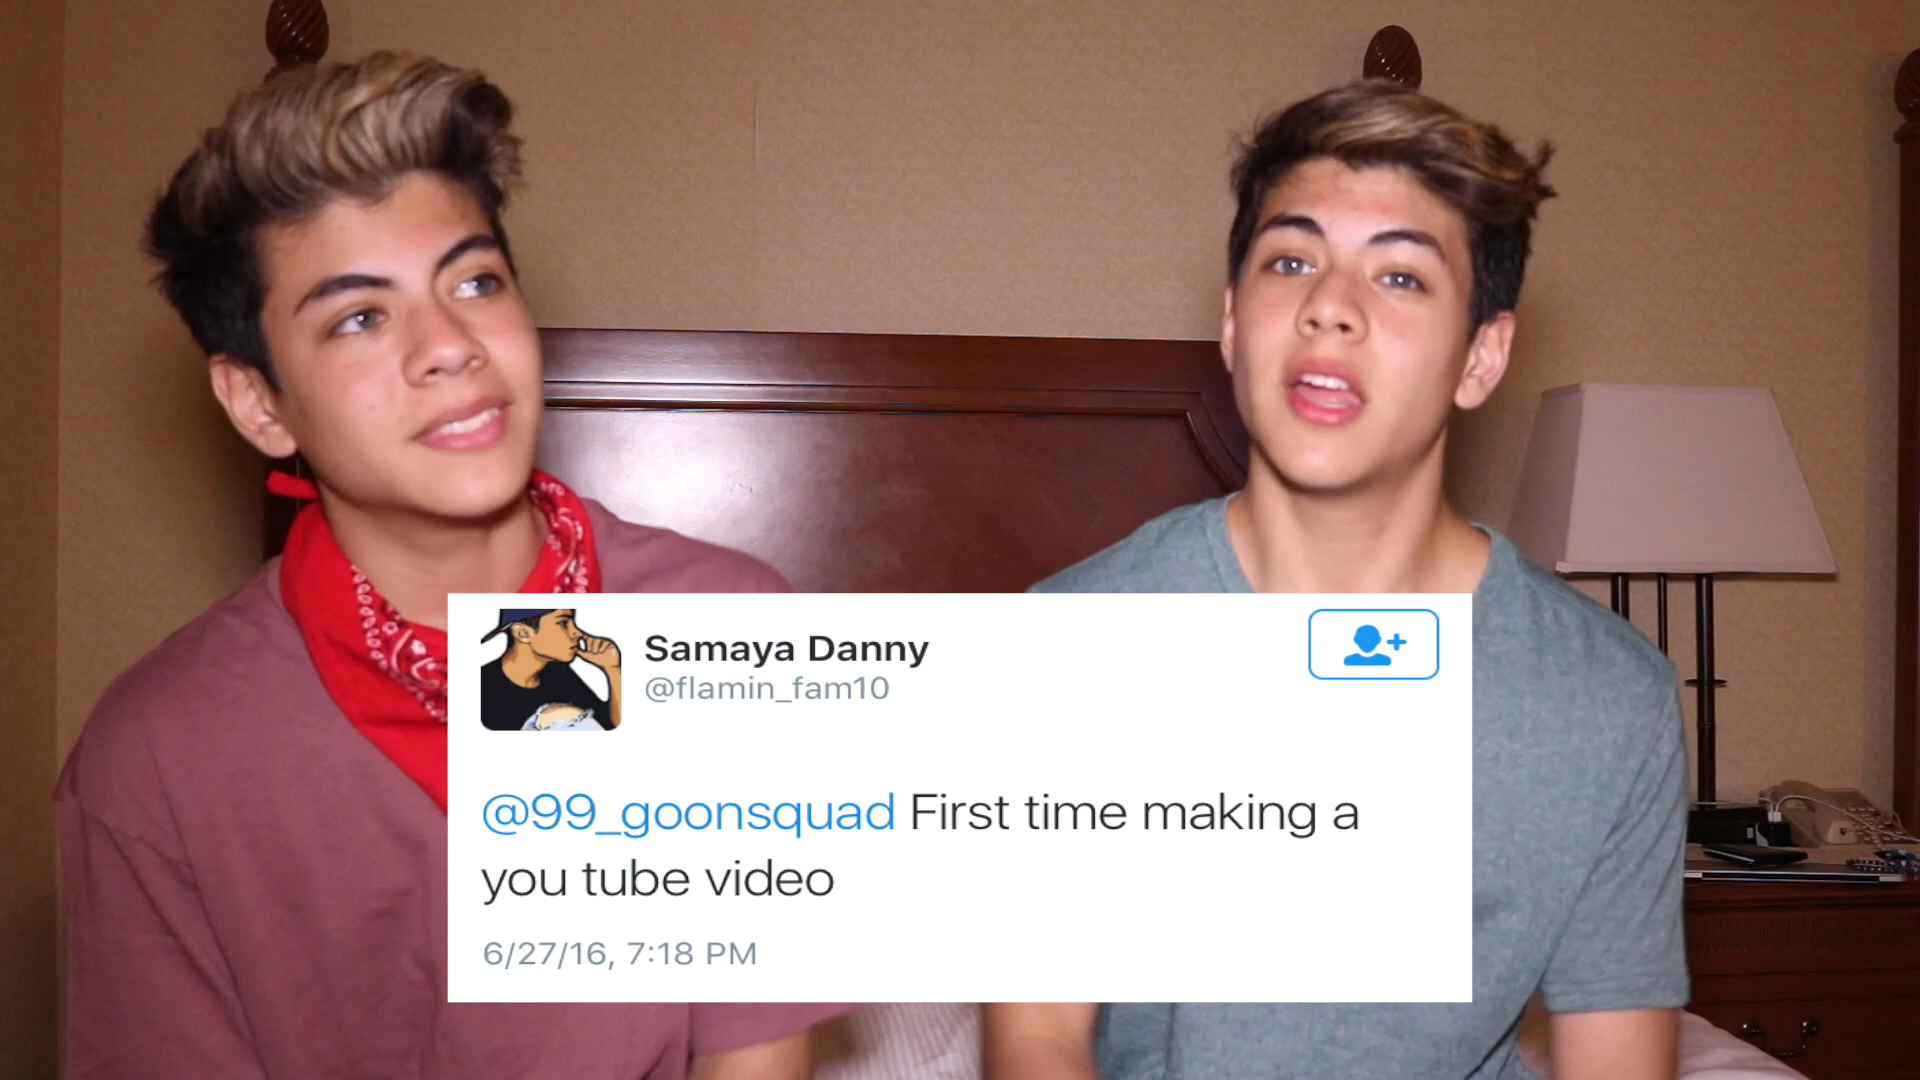 Samaya Danny
@flamin_fam10
@99_goonsquad First time making a
you tube video
6/27/16, 7:18 PM